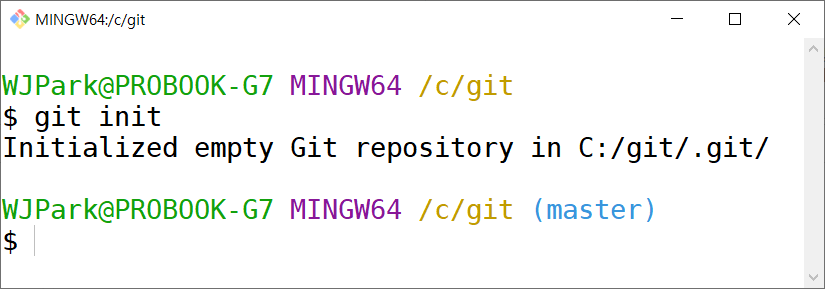 MINGW64:/c/git
WJPark@PROBOOK-G7 MINGW64 /c/git
$ git init
Initialized empty Git repository in C:/git/.git/
WJPark@PROBOOK-G7 MINGW64 /c/git (master)
$